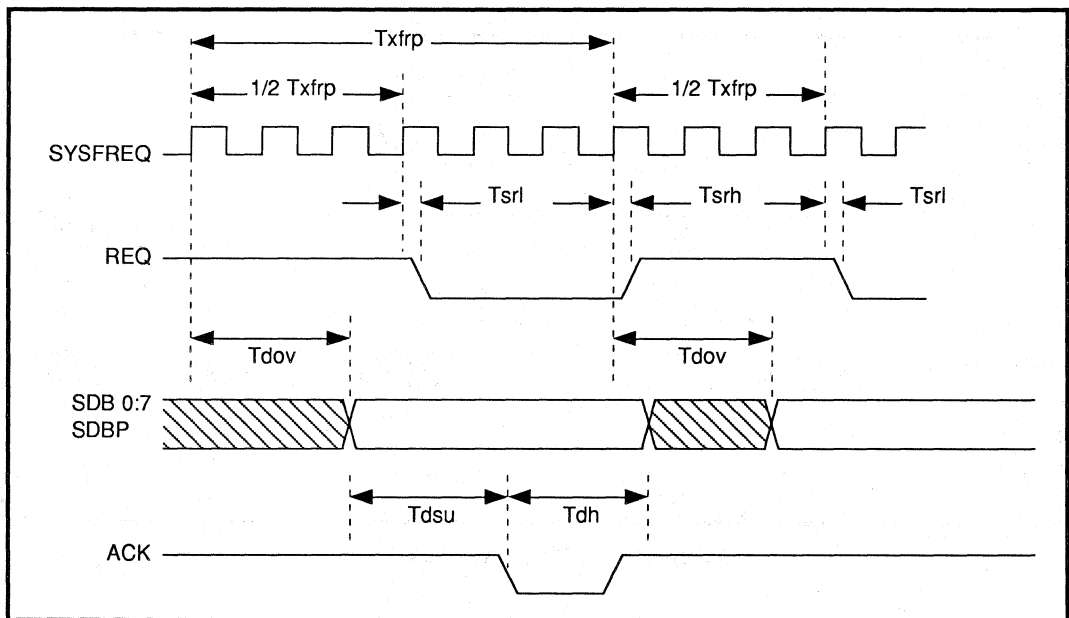 Txfrp
1/2 Txfrp 1/2 Txfrp
SYSFREQ
Tsrl Tsrh Tsrl
REQ
Tdov Tdov
SDB 0:7
SDBP
Tdsu Tdh
ACK